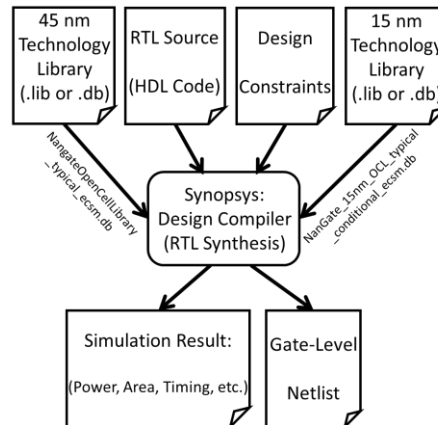 45 nm
Technology
Library
(.lib or .db)
RTL Source
(HDL Code)
Design
Constraints
15 nm
Technology
Library
(.lib or .db)
NangateOpenCellLibrary
_typical_ecsm.db
Synopsys:
Design Compiler
(RTL Synthesis)
NanGate_15nm_OCL_typical
_conditional_ecsm.db
Simulation Result:
(Power, Area, Timing, etc.)
Gate-Level
Netlist